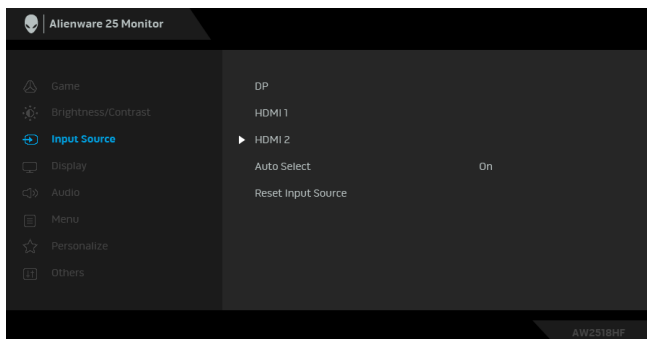 Alienware 25 Monitor
Game
Brightness/Contrast
Input Source
Display
Audio
Menu
Personalize
Others
DP
HDMI 1
HDMI 2
Auto Select On
Reset Input Source
AW2518HF